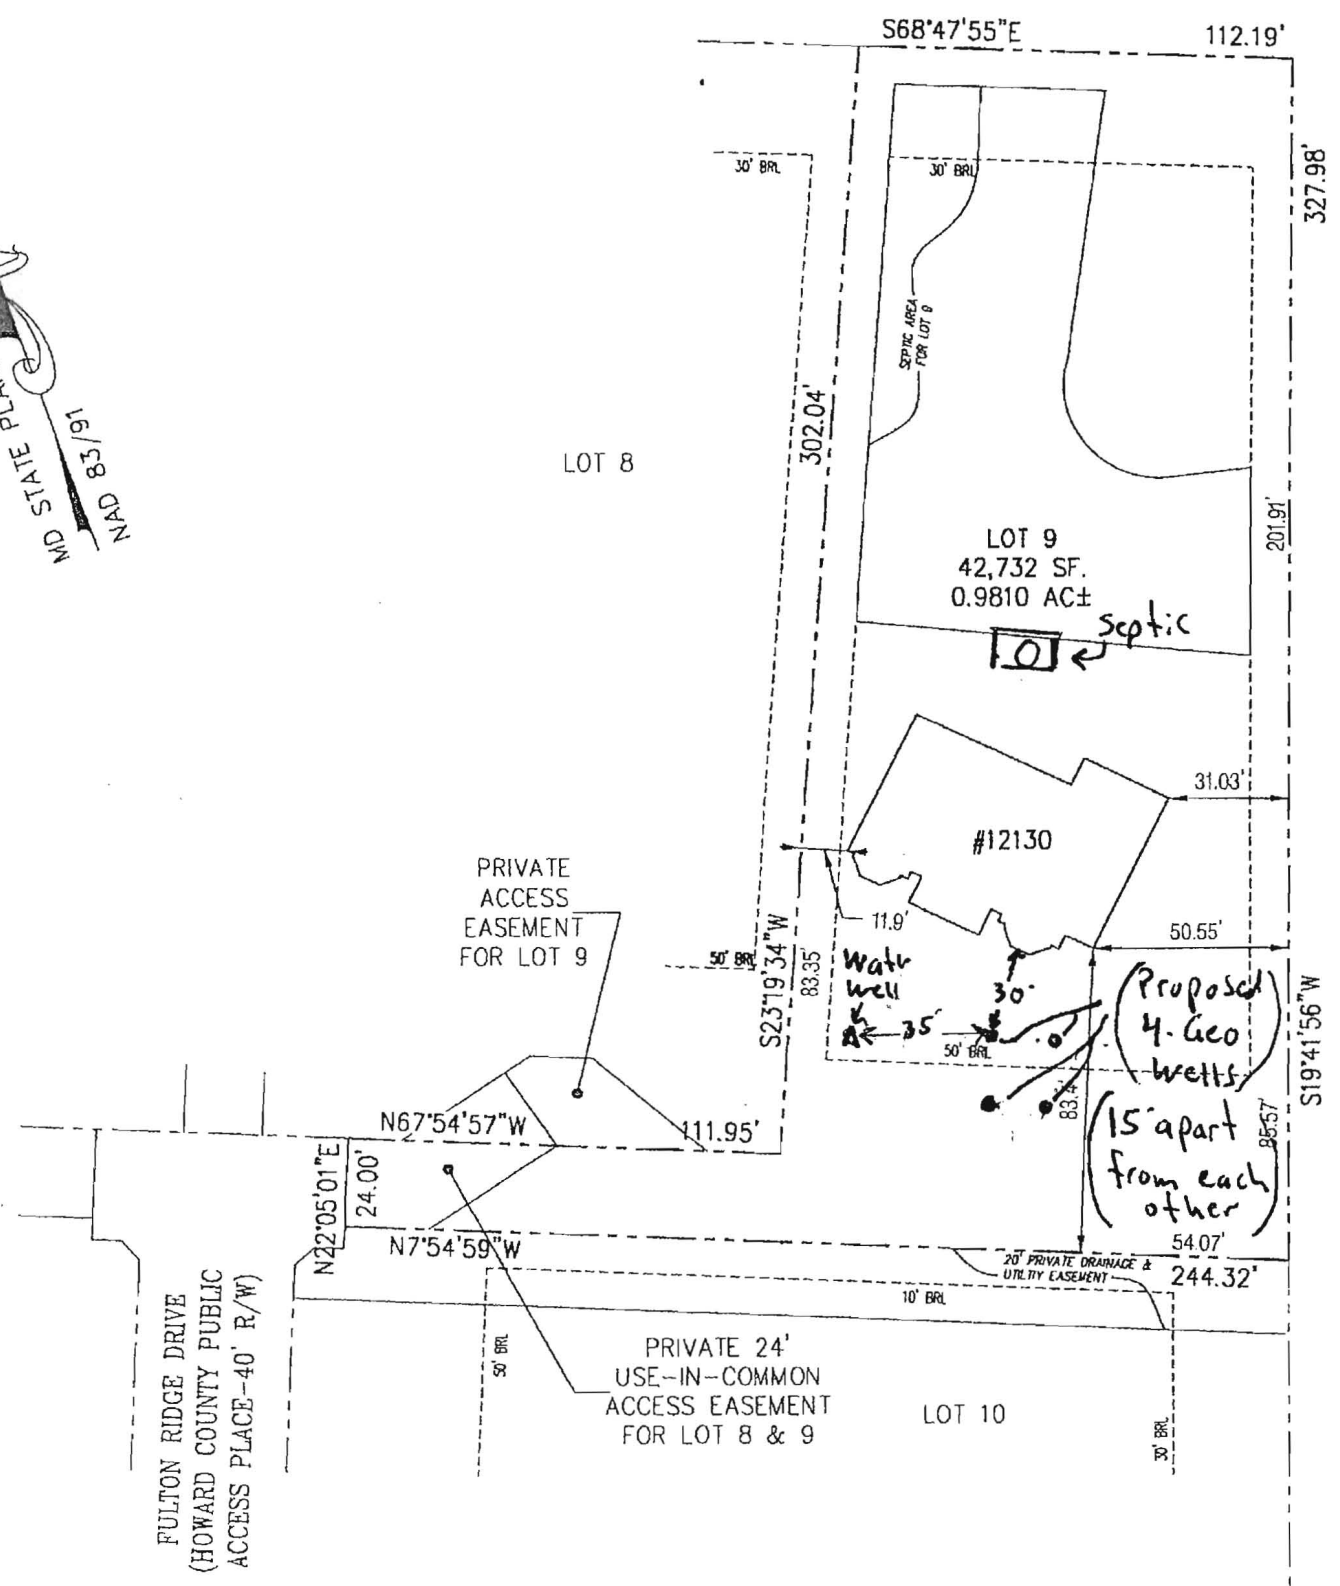 S68°47'55"E
112.19'
327.98'
30' BRL
30' BRL
MD STATE PLA
NAD 83/91
SEPTIC AREA
FOR LOT 9
302.04'
LOT 8
201.91'
LOT 9
42,732 SF.
0.9810 AC±
septic
31.03'
#12130
PRIVATE
ACCESS
EASEMENT
FOR LOT 9
11.9'
50.55'
50' BRL
S23°19'34"W
83.35'
Watr
well
30'
35'
50' BRL
(Proposed
4-Geo
wells)
S19°41'56"W
83.4
85.57'
(15' apart
from each
other)
N67°54'57"W
111.95'
N22°05'01"E
24.00'
N7°54'59"W
54.07'
20' PRIVATE DRAINAGE &
UTILITY EASEMENT
244.32'
10' BRL
FULTON RIDGE DRIVE
(HOWARD COUNTY PUBLIC
ACCESS PLACE-40' R/W)
50' BRL
PRIVATE 24'
USE-IN-COMMON
ACCESS EASEMENT
FOR LOT 8 & 9
LOT 10
30' BRL